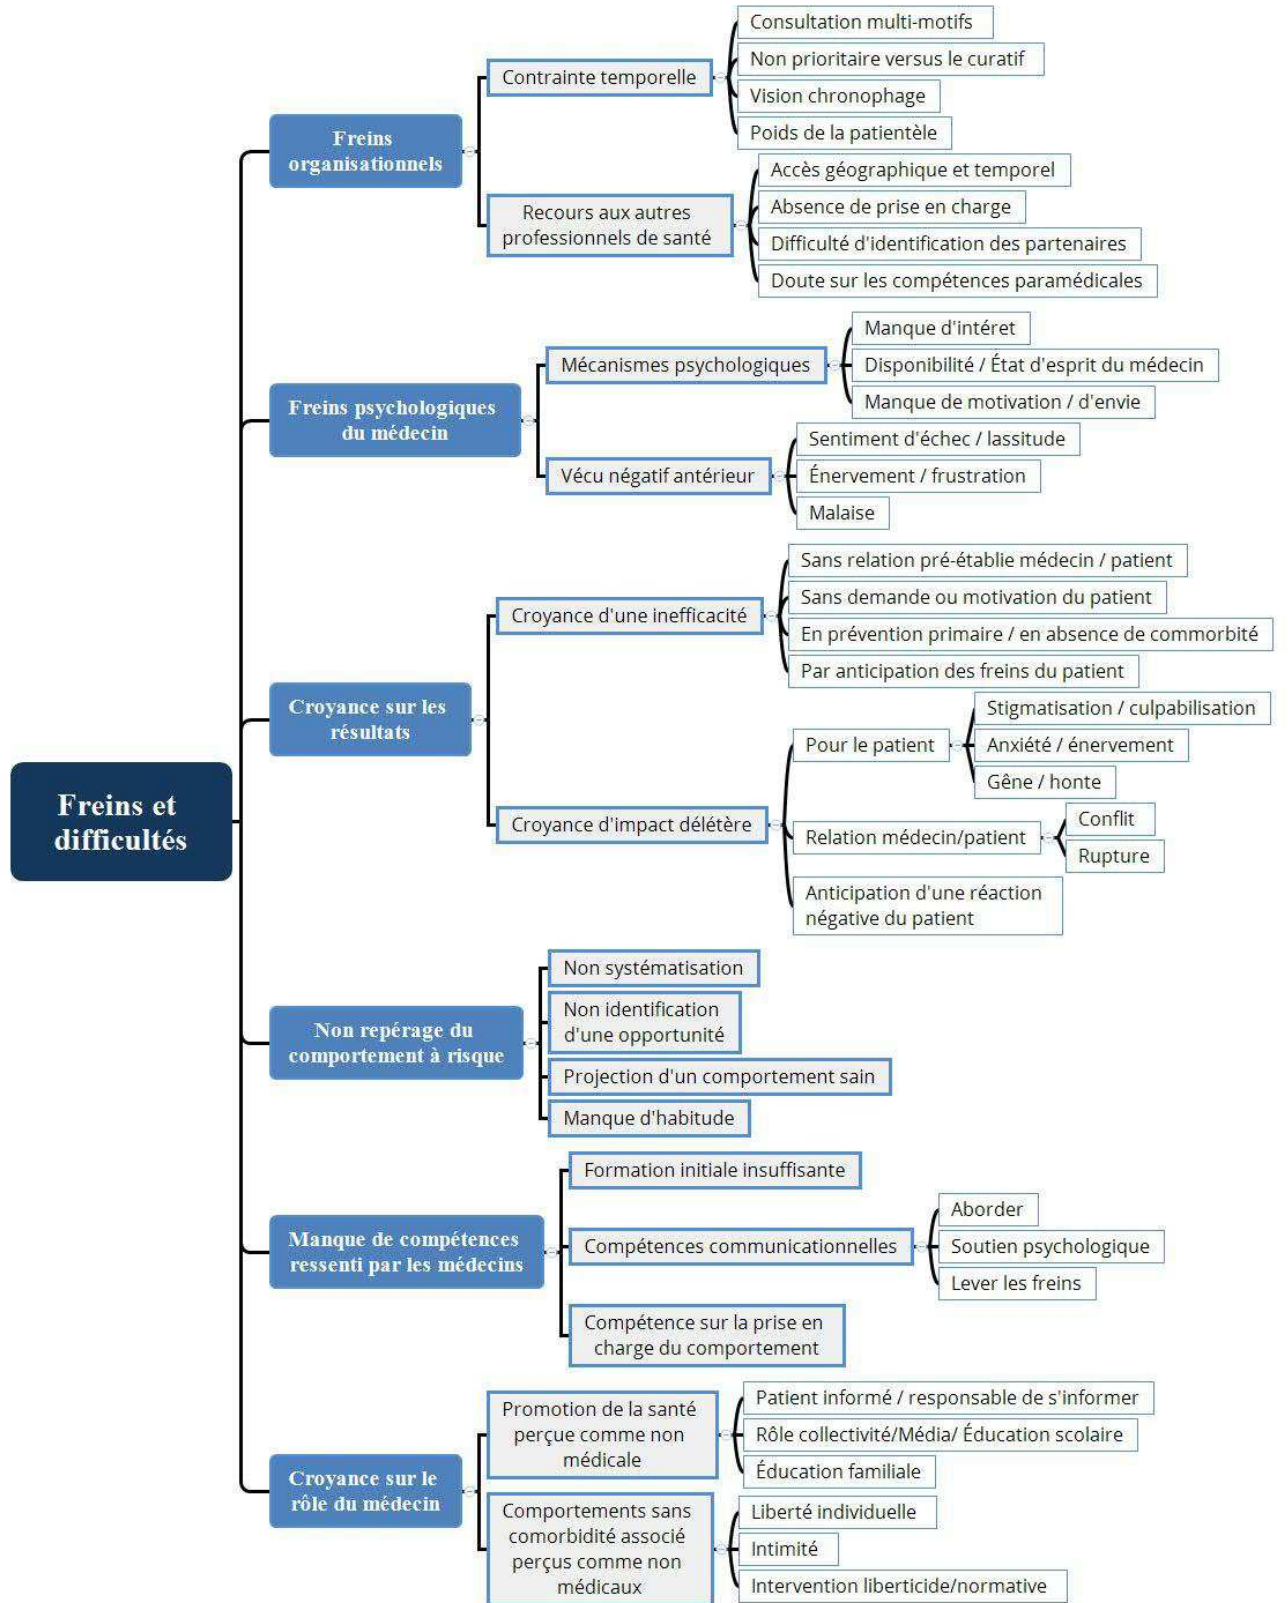 Freins et
difficultés
Freins
organisationnels
Contrainte temporelle
Consultation multi-motifs
Non prioritaire versus le curatif
Vision chronophage
Poids de la patientèle
Recours aux autres
professionnels de santé
Accès géographique et temporel
Absence de prise en charge
Difficulté d'identification des partenaires
Doute sur les compétences paramédicales
Freins psychologiques
du médecin
Mécanismes psychologiques
Manque d'intéret
Disponibilité / État d'esprit du médecin
Manque de motivation / d'envie
Vécu négatif antérieur
Sentiment d'échec / lassitude
Énervement / frustration
Malaise
Croyance sur les
résultats
Croyance d'une inefficacité
Sans relation pré-établie médecin / patient
Sans demande ou motivation du patient
En prévention primaire / en absence de commorbité
Par anticipation des freins du patient
Croyance d'impact délétère
Pour le patient
Stigmatisation / culpabilisation
Anxiété / énervement
Gêne / honte
Relation médecin/patient
Conflit
Rupture
Anticipation d'une réaction
négative du patient
Non repérage du
comportement à risque
Non systématisation
Non identification
d'une opportunité
Projection d'un comportement sain
Manque d'habitude
Manque de compétences
ressenti par les médecins
Formation initiale insuffisante
Compétences communicationnelles
Aborder
Soutien psychologique
Lever les freins
Compétence sur la prise en
charge du comportement
Croyance sur le
rôle du médecin
Promotion de la santé
perçue comme non
médicale
Patient informé / responsable de s'informer
Rôle collectivité/Média/ Éducation scolaire
Éducation familiale
Comportements sans
comorbidité associé
perçus comme non
médicaux
Liberté individuelle
Intimité
Intervention liberticide/normative